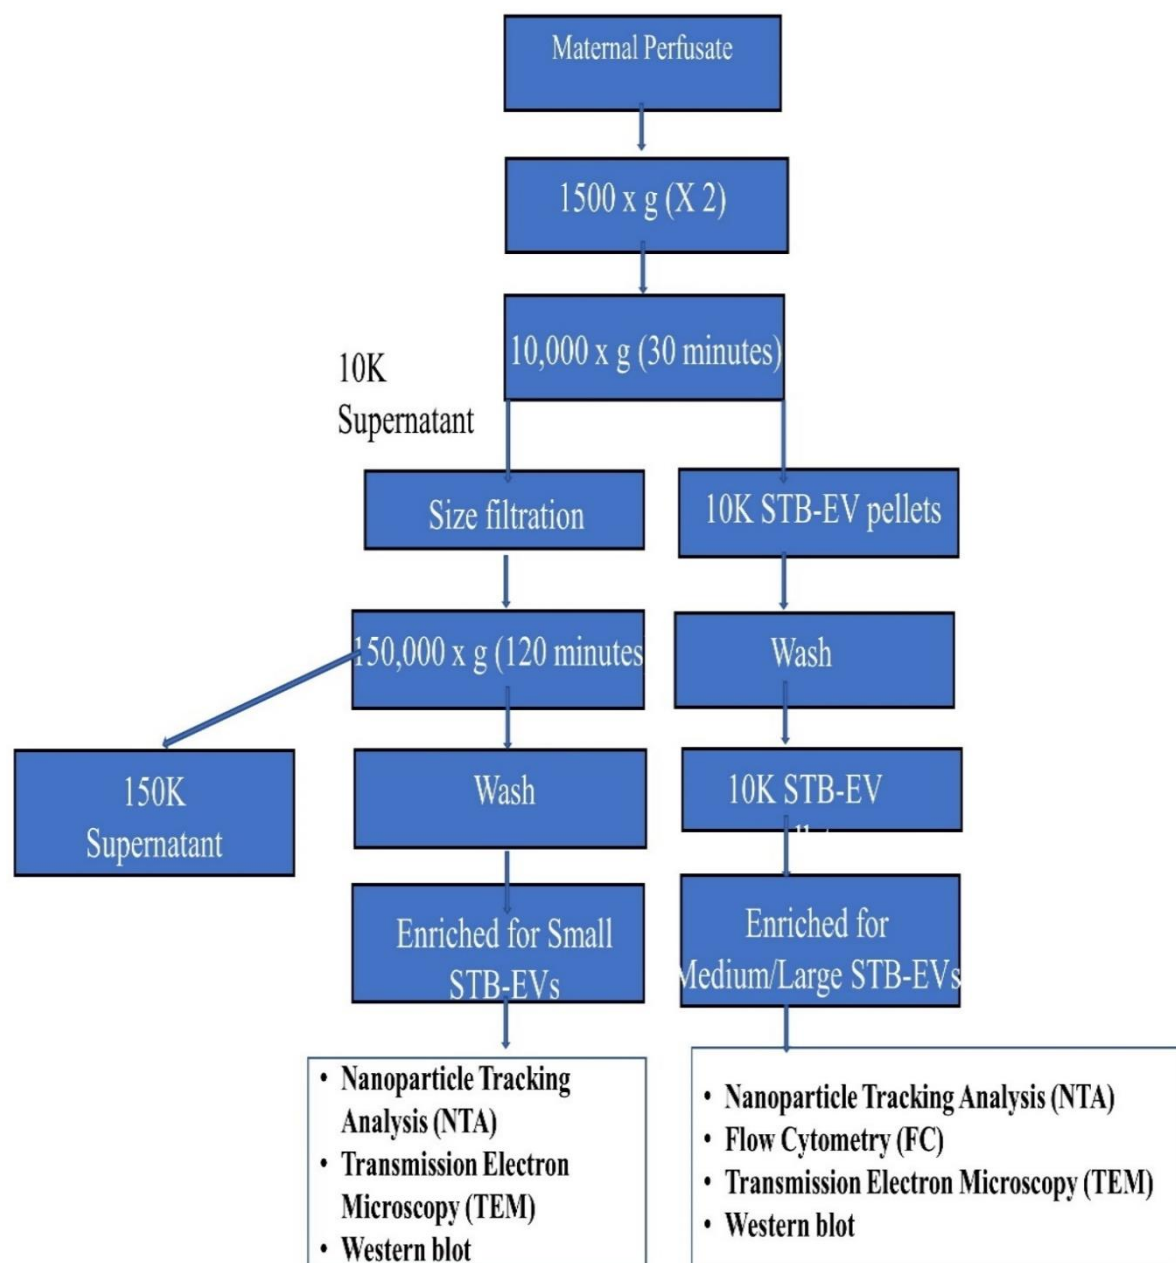 Maternal Perfusate
1500 x g (X 2)
10,000 x g (30 minutes)
10K
Supernatant
Size filtration
10K STB-EV pellets
150,000 x g (120 minutes
Wash
150K
Supernatant
Wash
10K STB-EV
Enriched for Small
STB-EVs
Enriched for
Medium/Large STB-EVs
• Nanoparticle Tracking
Analysis (NTA)
• Transmission Electron
Microscopy (TEM)
• Western blot
• Nanoparticle Tracking Analysis (NTA)
• Flow Cytometry (FC)
• Transmission Electron Microscopy (TEM)
• Western blot